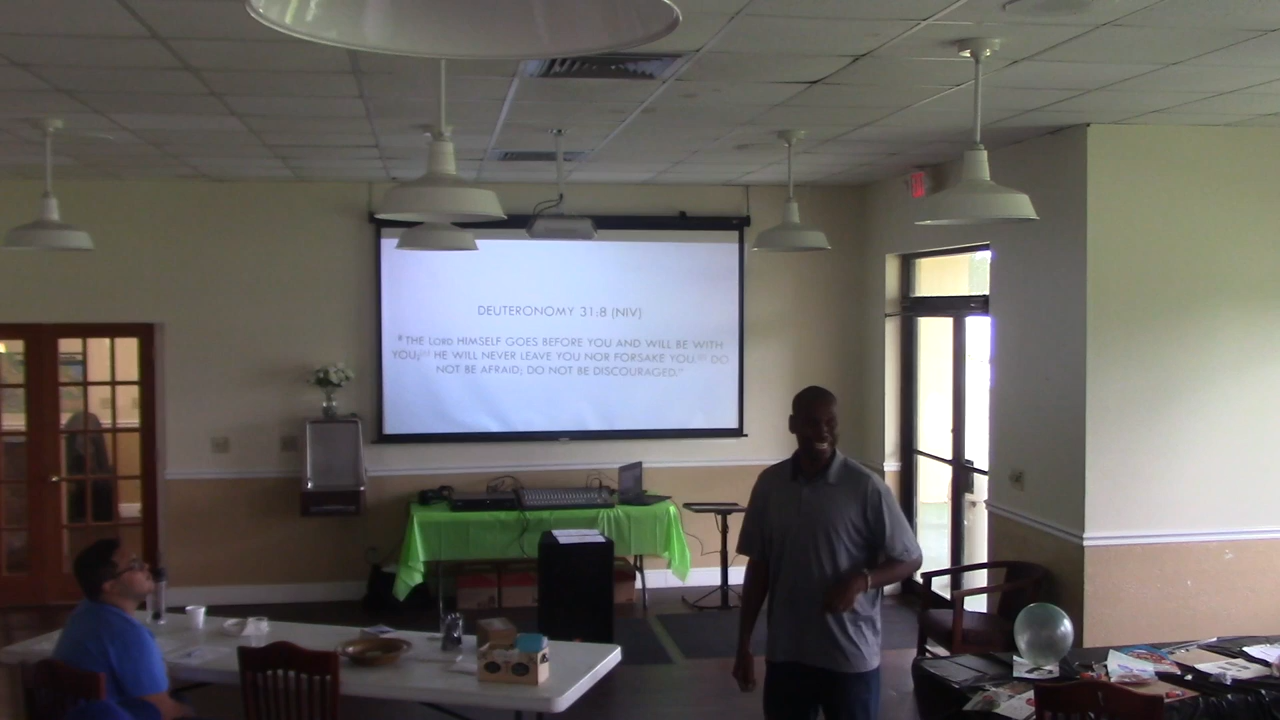 DEUTERONOMY 31:8 (NIV)
8 THE LORD HIMSELF GOES BEFORE YOU AND WILL BE WITH
YOU; HE WILL NEVER LEAVE YOU NOR FORSAKE YOU. DO
NOT BE AFRAID; DO NOT BE DISCOURAGED."
EXIT